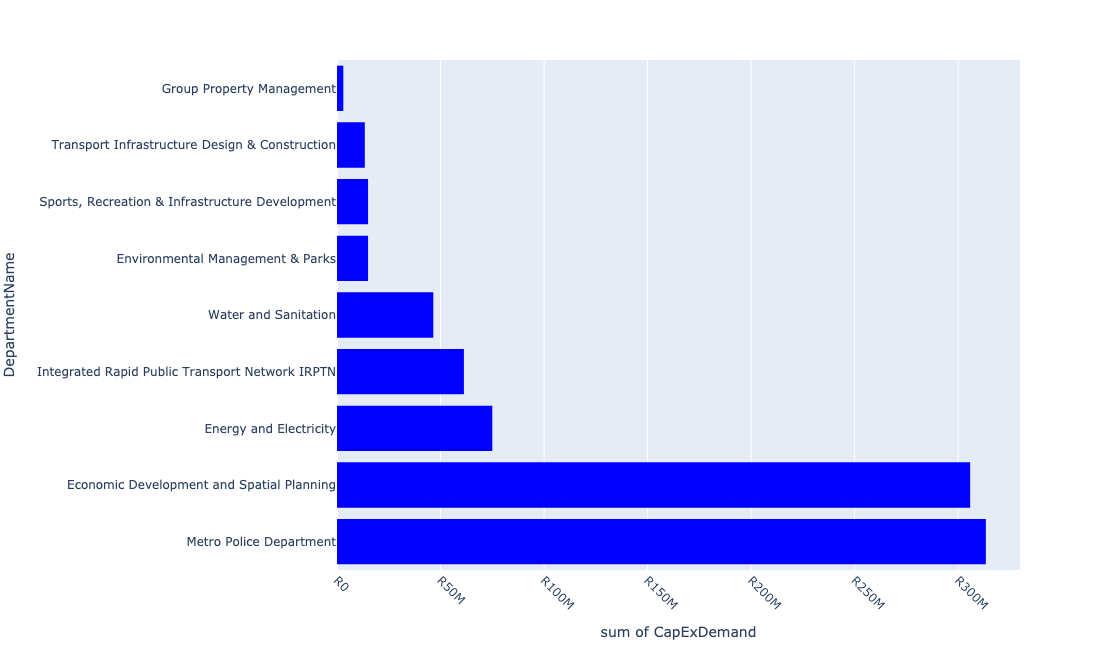 Group Property Management
Transport Infrastructure Design & Construction
Sports, Recreation & Infrastructure Development
Environmental Management & Parks
Water and Sanitation
Integrated Rapid Public Transport Network IRPTN
Energy and Electricity
Economic Development and Spatial Planning
Metro Police Department
DepartmentName
R0
R50M
R100M
R150M
R200M
R250M
R300M
sum of CapExDemand